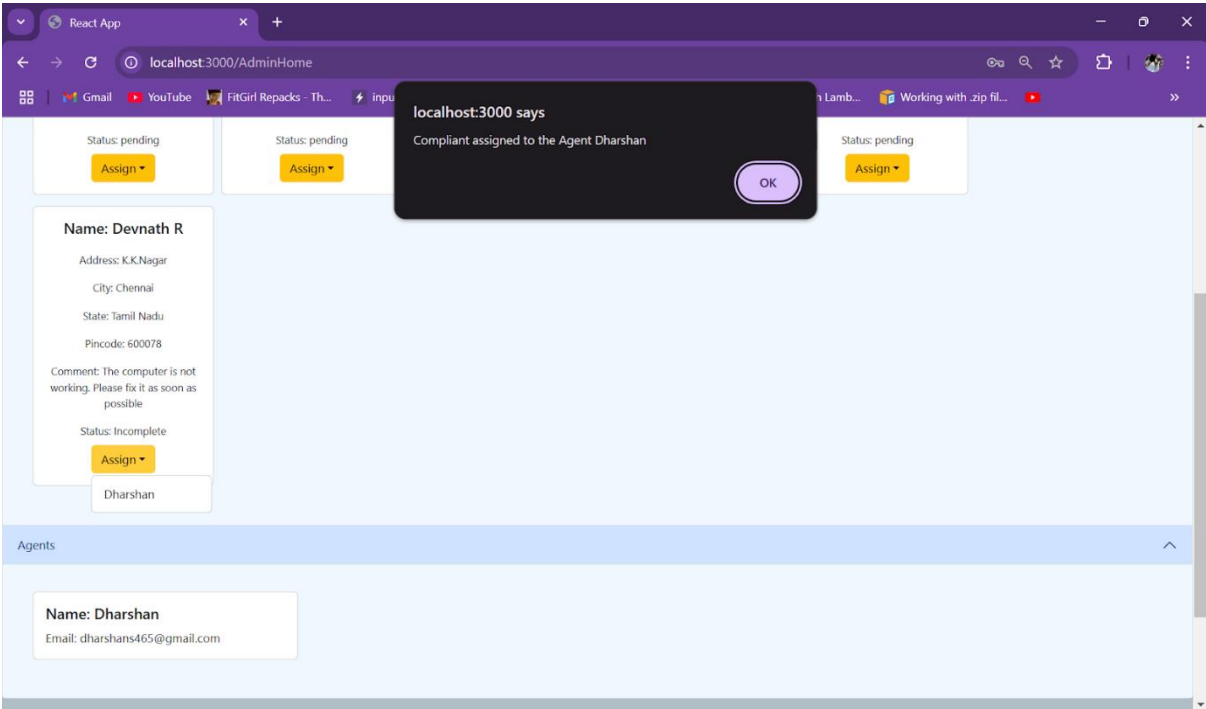 React App
localhost:3000/AdminHome
Gmail YouTube FitGirl Repacks - Th... inpu
n Lamb... Working with .zip fil...
localhost:3000 says
Compliant assigned to the Agent Dharshan
OK
Status: pending Status: pending Status: pending
Assign Assign Assign
Name: Devnath R
Address: K.K.Nagar
City: Chennai
State: Tamil Nadu
Pincode: 600078
Comment: The computer is not
working. Please fix it as soon as
possible
Status: Incomplete
Assign
Dharshan
Agents
Name: Dharshan
Email: dharshans465@gmail.com